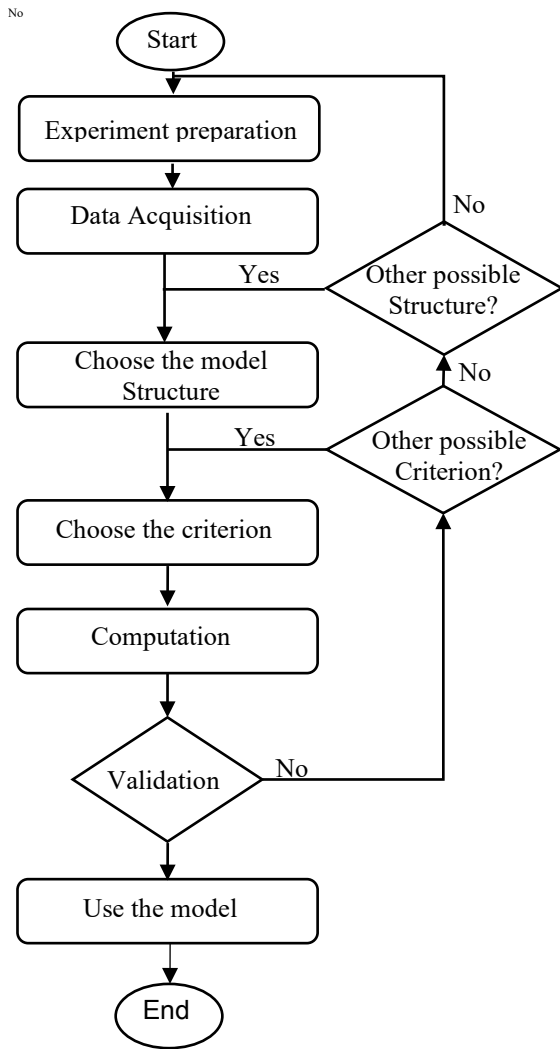 No
Start
Experiment preparation
Data Acquisition
No
Yes
Other possible
Structure?
Choose the model
Structure
No
Yes
Other possible
Criterion?
Choose the criterion
Computation
Validation
No
Use the model
End